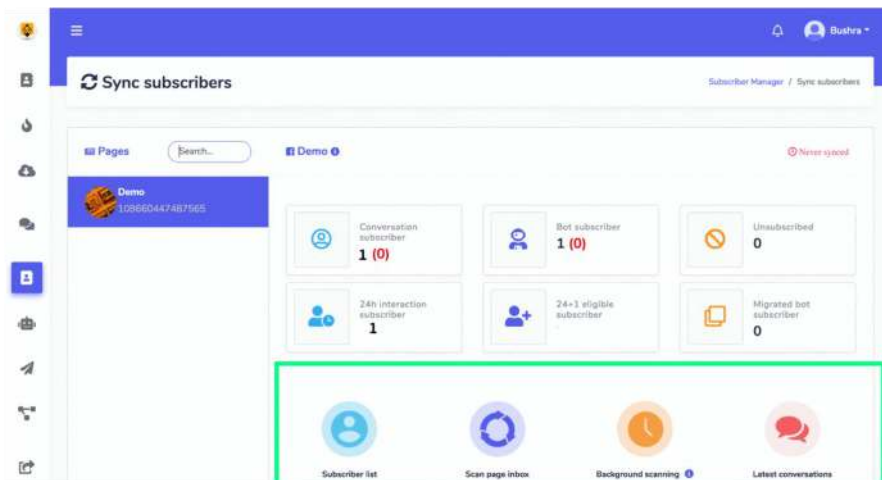 Bushra
Sync subscribers
Subscriber Manager / Sync subscribers
Pages
Search...
Demo
Never synced
Demo
108660447487565
Conversation
subscriber
1 (0)
Bot subscriber
1 (0)
Unsubscribed
0
24h interaction
subscriber
1
24+1 eligible
subscriber
Migrated bot
subscriber
0
Subscriber list
Scan page inbox
Background scanning
Latest conversations